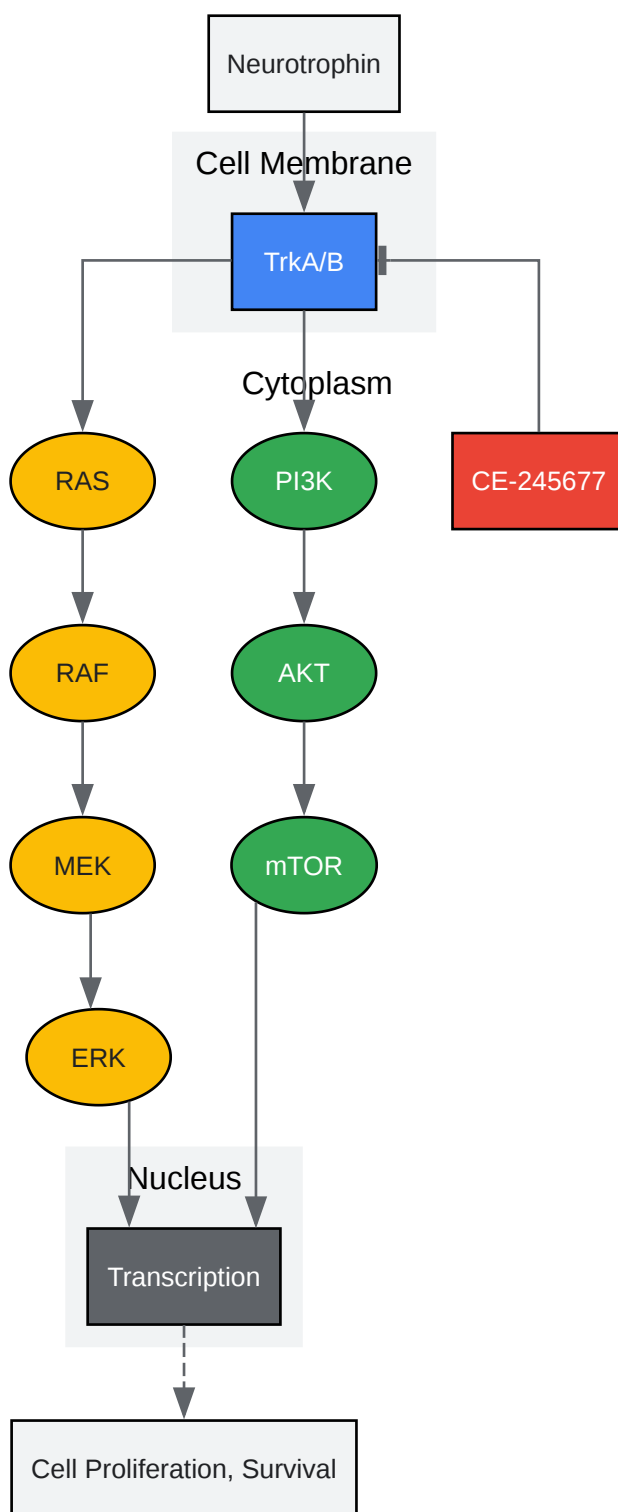 Neurotrophin
Cell Membrane
TrkA/B
Cytoplasm
RAS
PI3K
CE-245677
RAF
AKT
MEK
mTOR
ERK
Nucleus
Transcription
Cell Proliferation, Survival